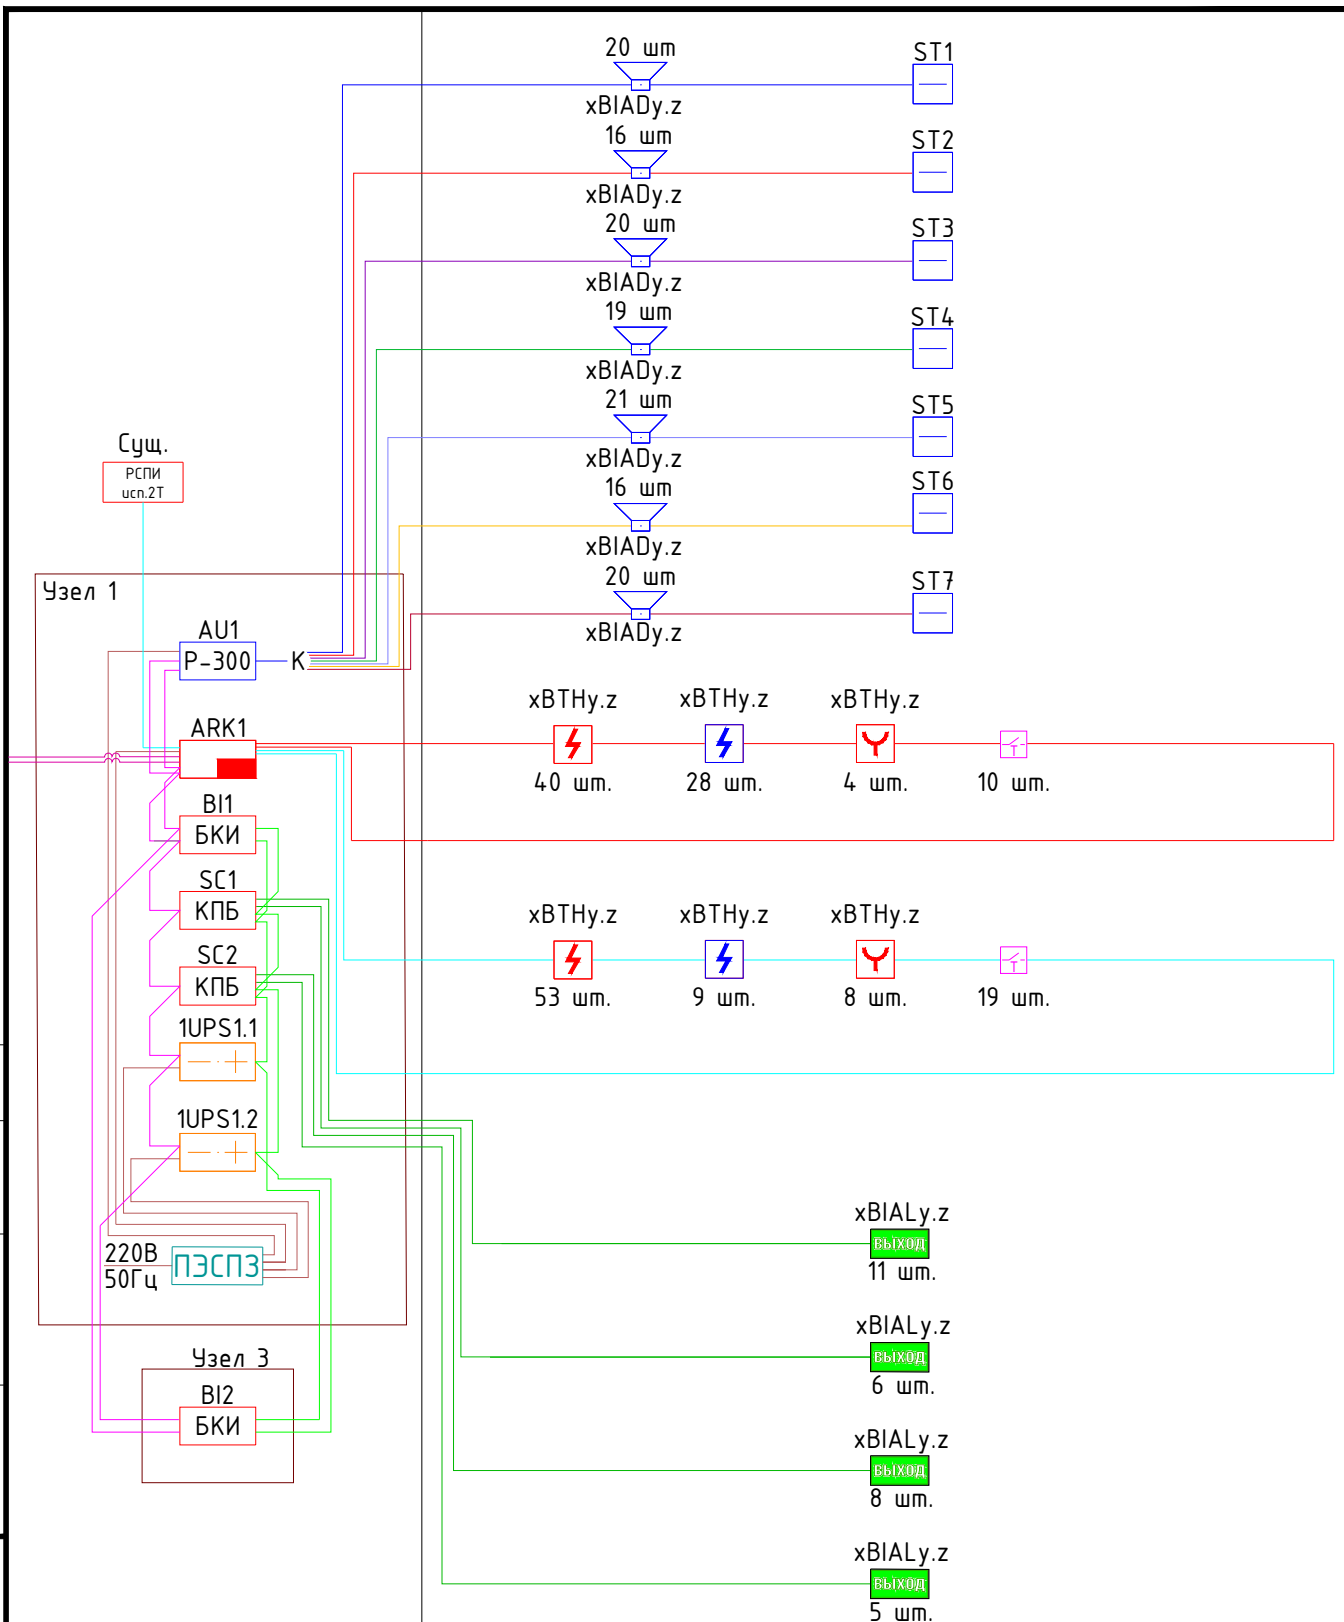 20 шт
ST1
xBIADy.z
16 шт
ST2
xBIADy.z
20 шт
ST3
xBIADy.z
19 шт
ST4
xBIADy.z
21 шт
ST5
xBIADy.z
16 шт
ST6
xBIADy.z
20 шт
ST7
xBIADy.z
Сущ.
РСПИ
исп.2Т
Узел 1
AU1
Р-300
К
ARK1
BI1
БКИ
SC1
КПБ
SC2
КПБ
1UPS1.1
1UPS1.2
220В
50Гц
ПЭСПЗ
Узел 3
BI2
БКИ
xBTHy.z xBTHy.z xBTHy.z
40 шт. 28 шт. 4 шт. 10 шт.
xBTHy.z xBTHy.z xBTHy.z
53 шт. 9 шт. 8 шт. 19 шт.
xBIALy.z
ВЫХОД
11 шт.
xBIALy.z
ВЫХОД
6 шт.
xBIALy.z
ВЫХОД
8 шт.
xBIALy.z
ВЫХОД
5 шт.